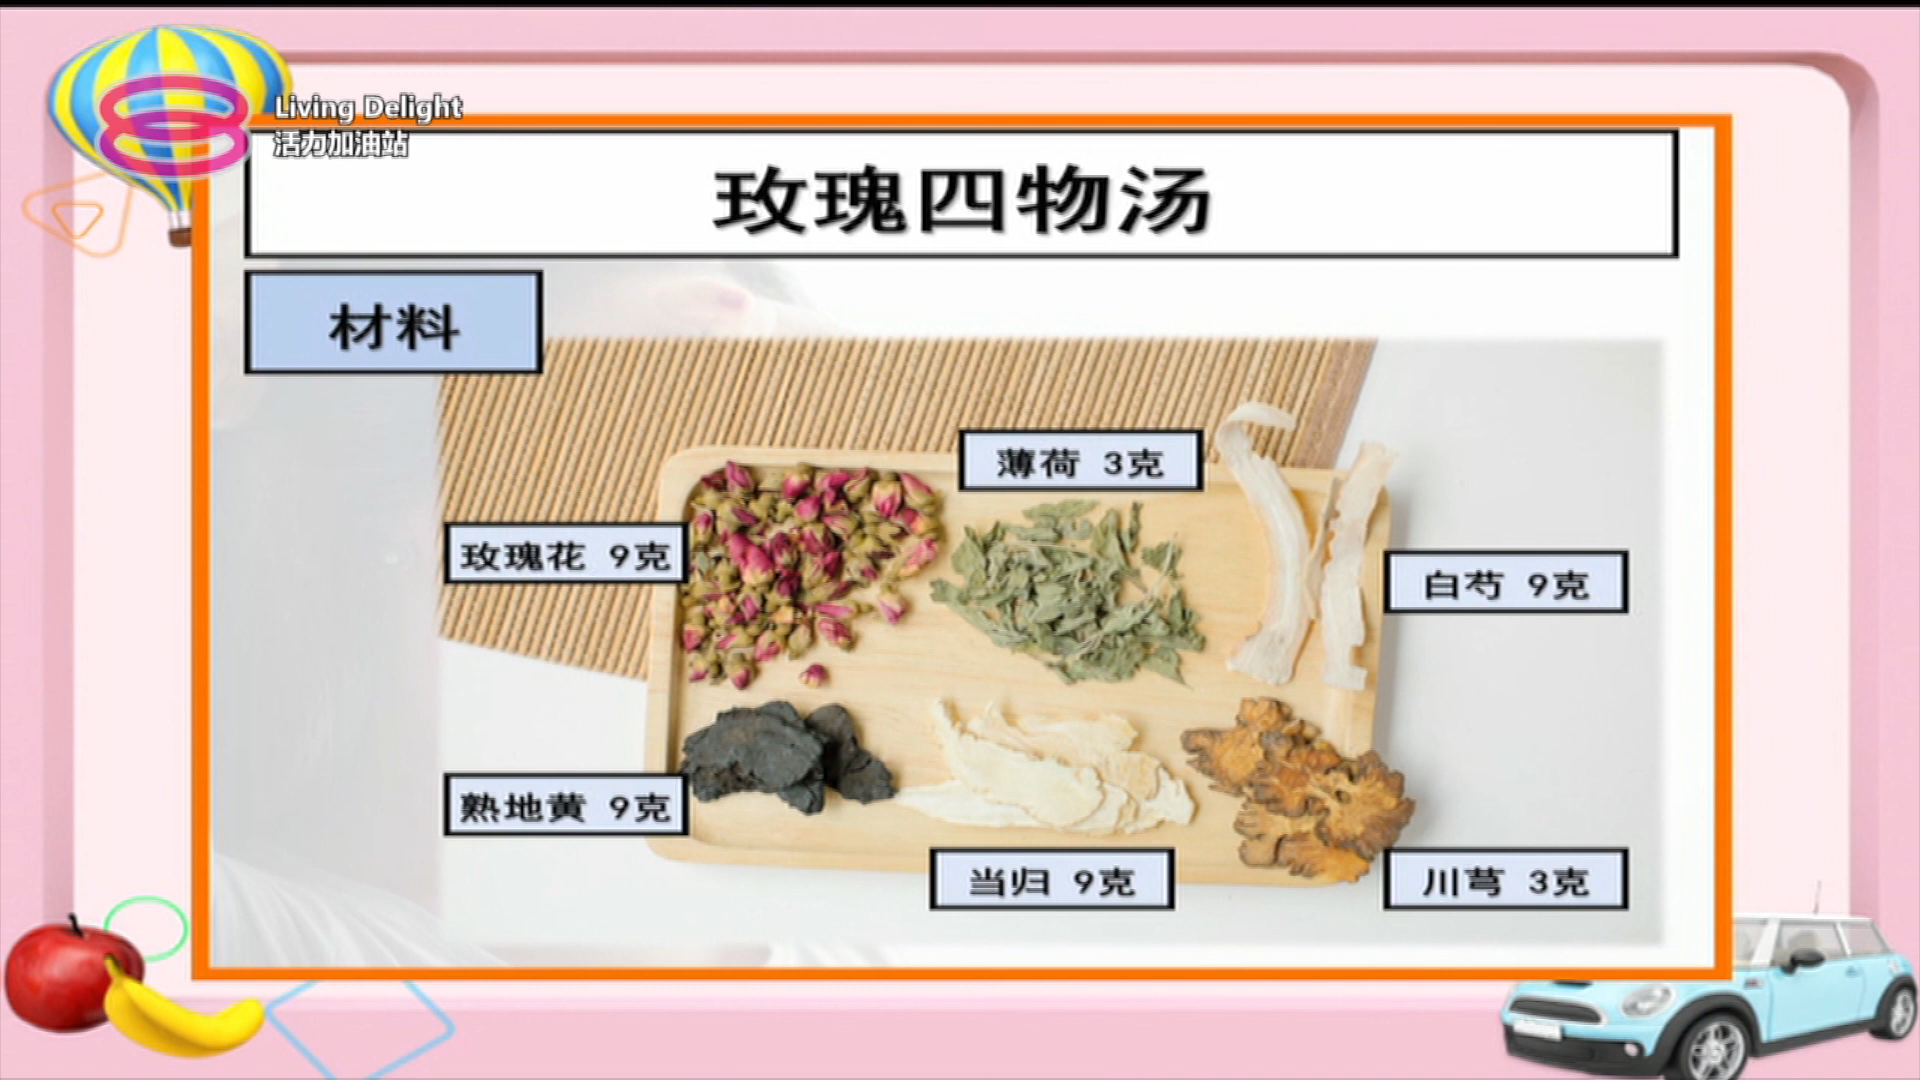 Living Delight
活力加油站
玫瑰四物汤
材料
薄荷 3克
玫瑰花 9克
白芍 9克
熟地黄 9克
当归 9克
川芎 3克